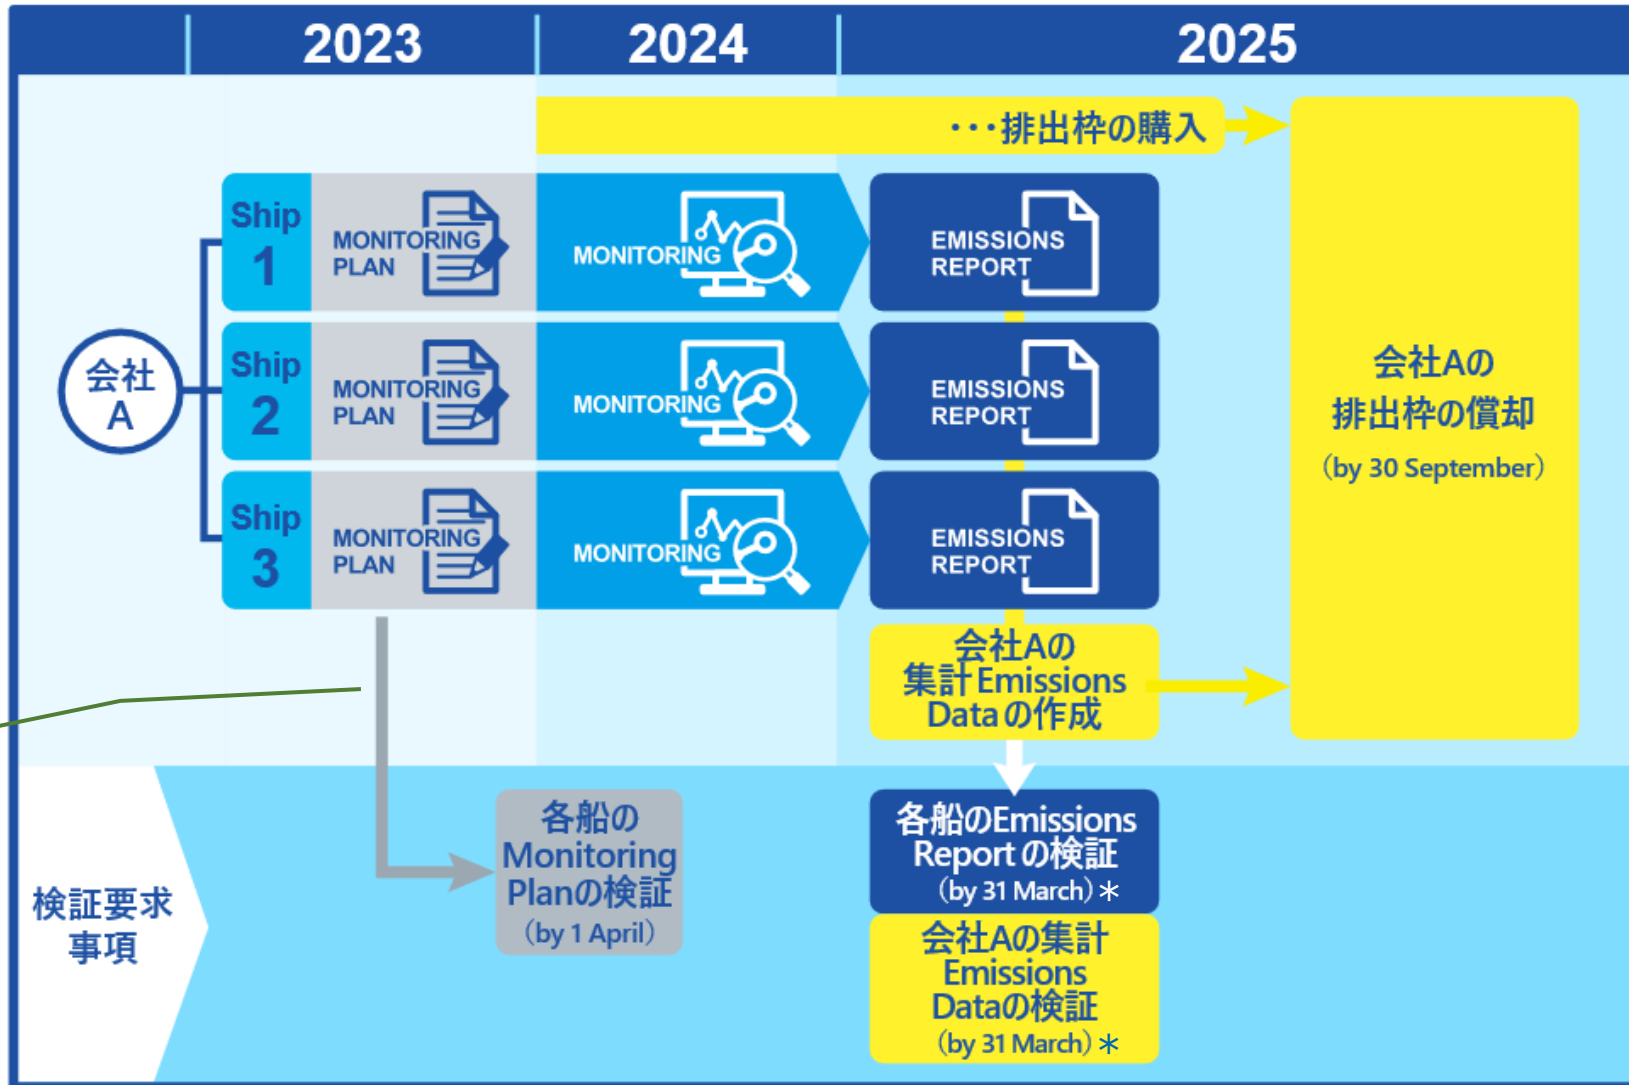 2023
2024
2025
・・・排出枠の購入
会社
A
Ship
1
MONITORING
PLAN
MONITORING
EMISSIONS
REPORT
Ship
2
MONITORING
PLAN
MONITORING
EMISSIONS
REPORT
Ship
3
MONITORING
PLAN
MONITORING
EMISSIONS
REPORT
会社Aの
排出枠の償却
（by 30 September）
会社Aの
集計Emissions
Dataの作成
検証要求
事項
各船の
Monitoring
Planの検証
（by 1 April）
各船のEmissions
Reportの検証
（by 31 March）＊
会社Aの集計
Emissions
Dataの検証
（by 31 March）＊